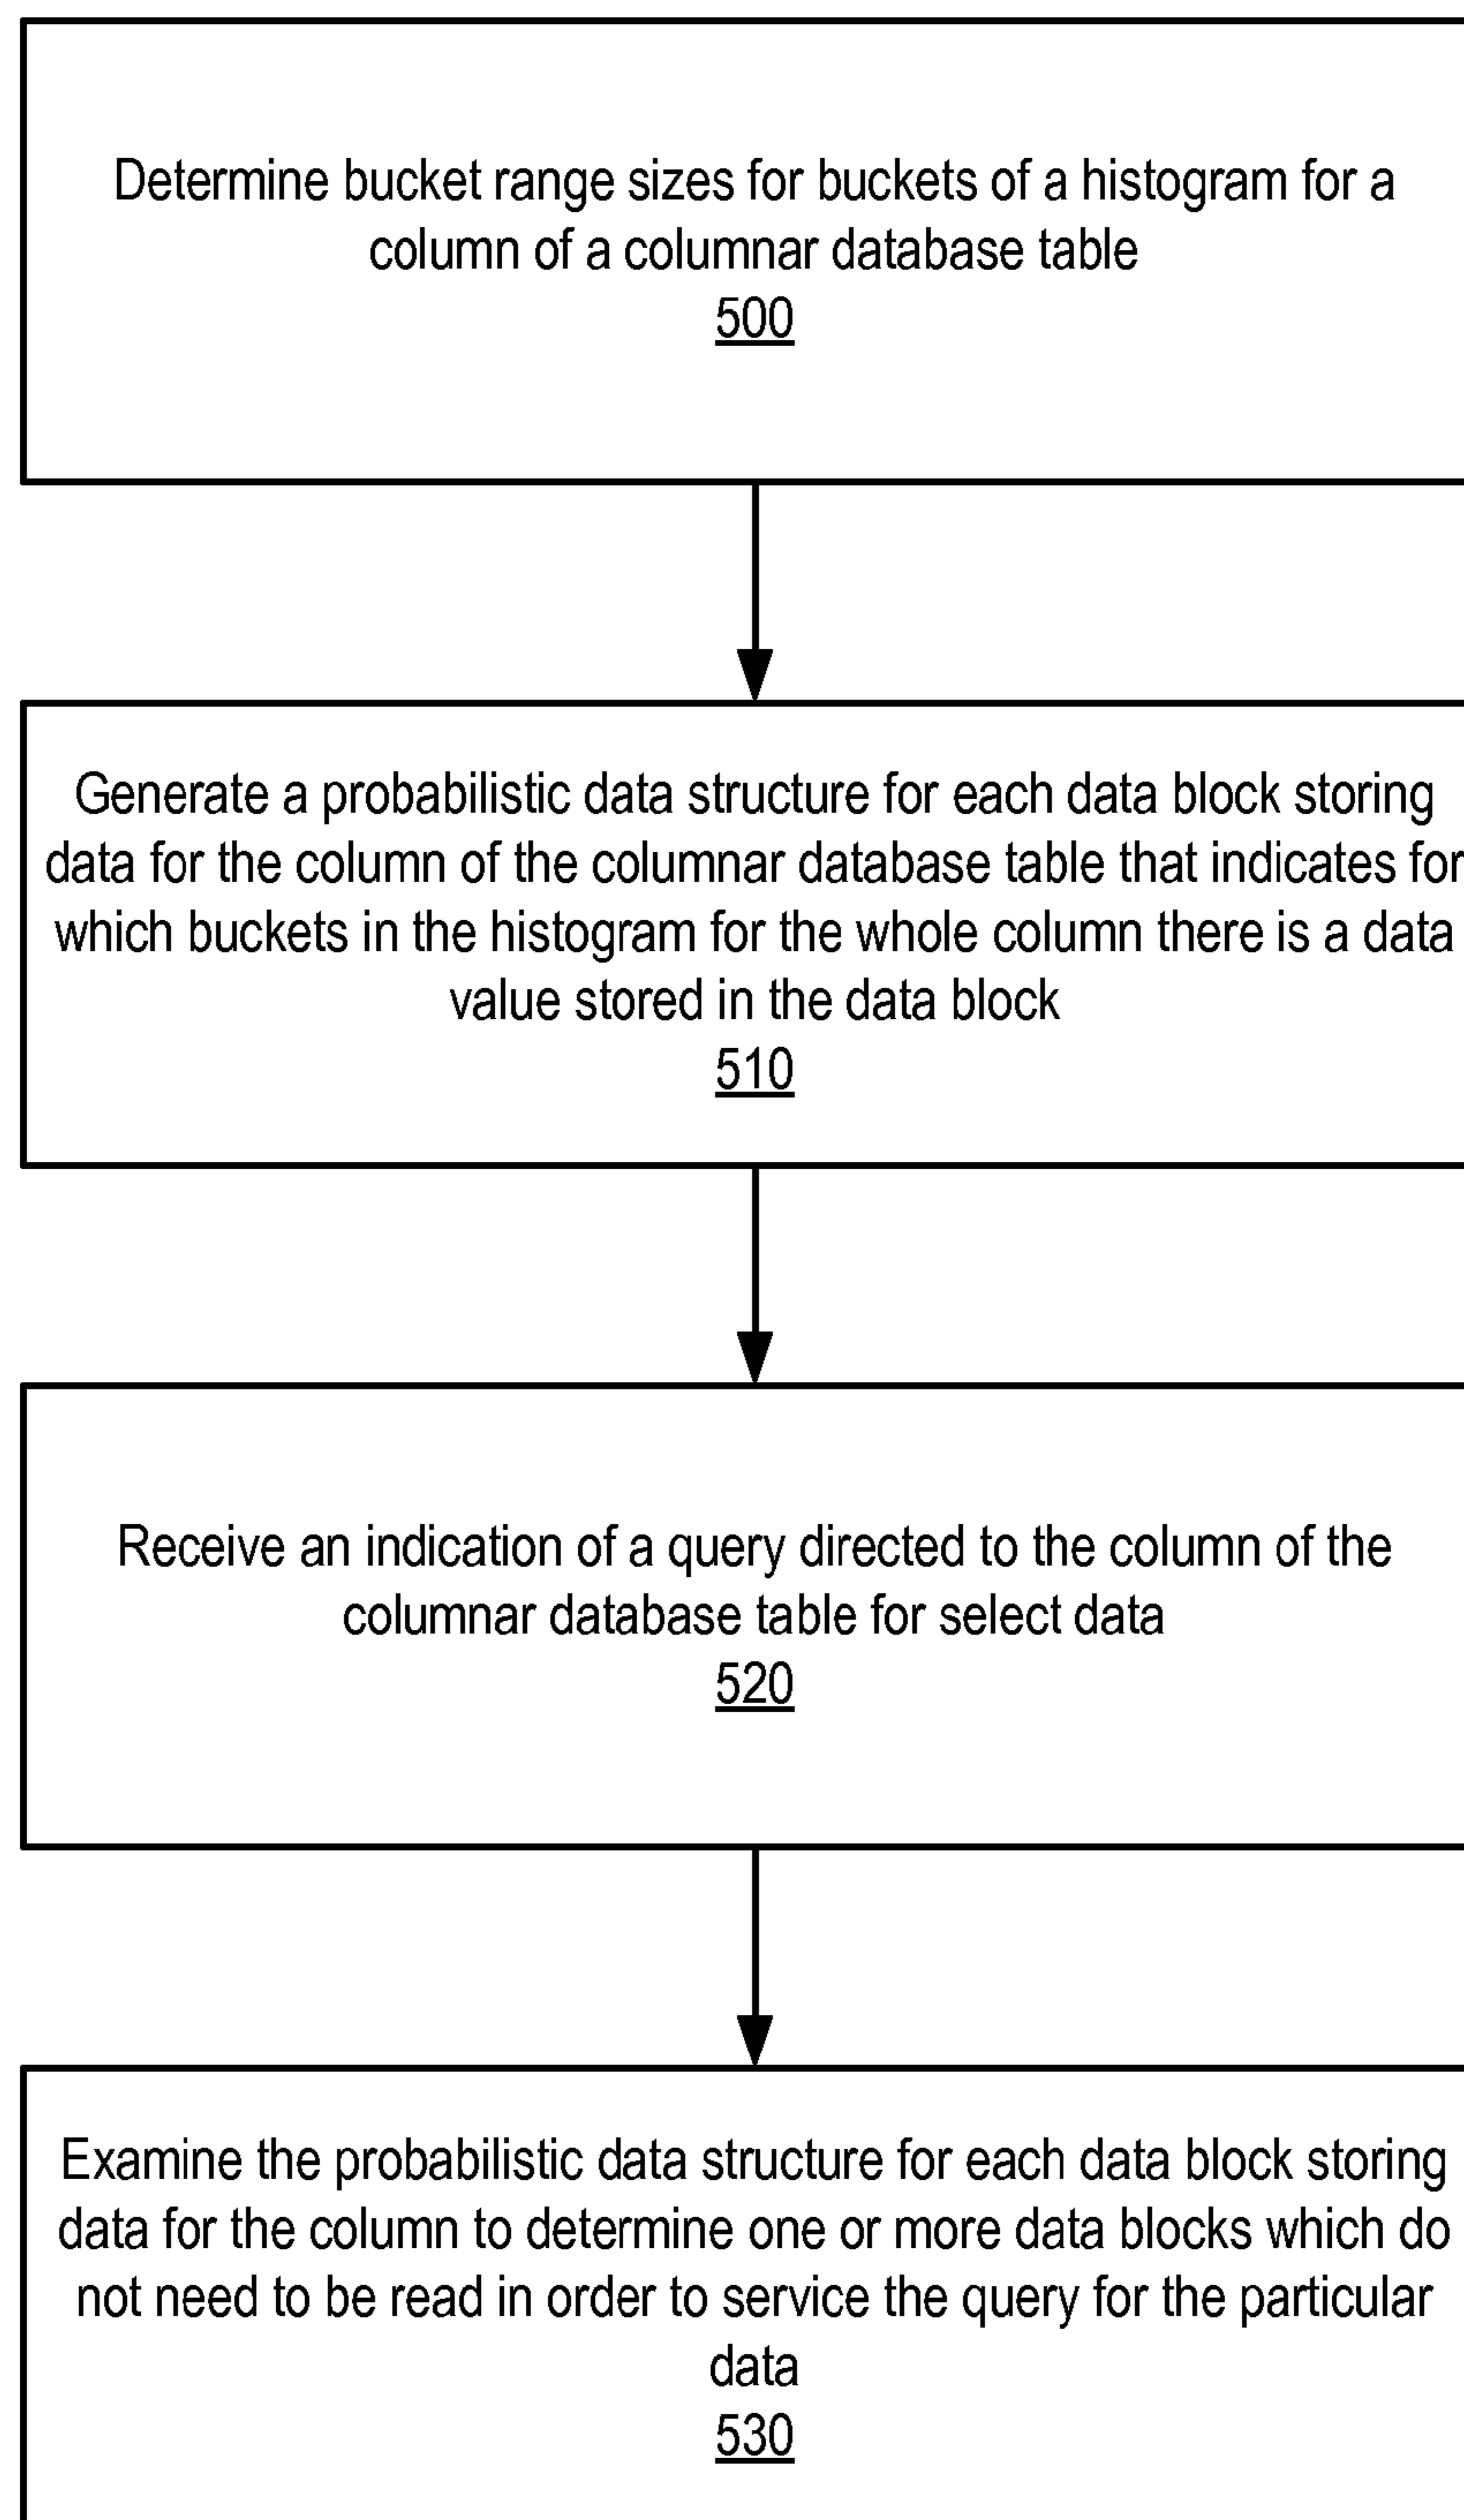 Determine bucket range sizes for buckets of a histogram for a
column of a columnar database table
500
Generate a probabilistic data structure for each data block storing
data for the column of the columnar database table that indicates for
which buckets in the histogram for the whole column there is a data
value stored in the data block
510
Receive an indication of a query directed to the column of the
columnar database table for select data
520
Examine the probabilistic data structure for each data block storing
data for the column to determine one or more data blocks which do
not need to be read in order to service the query for the particular
data
530